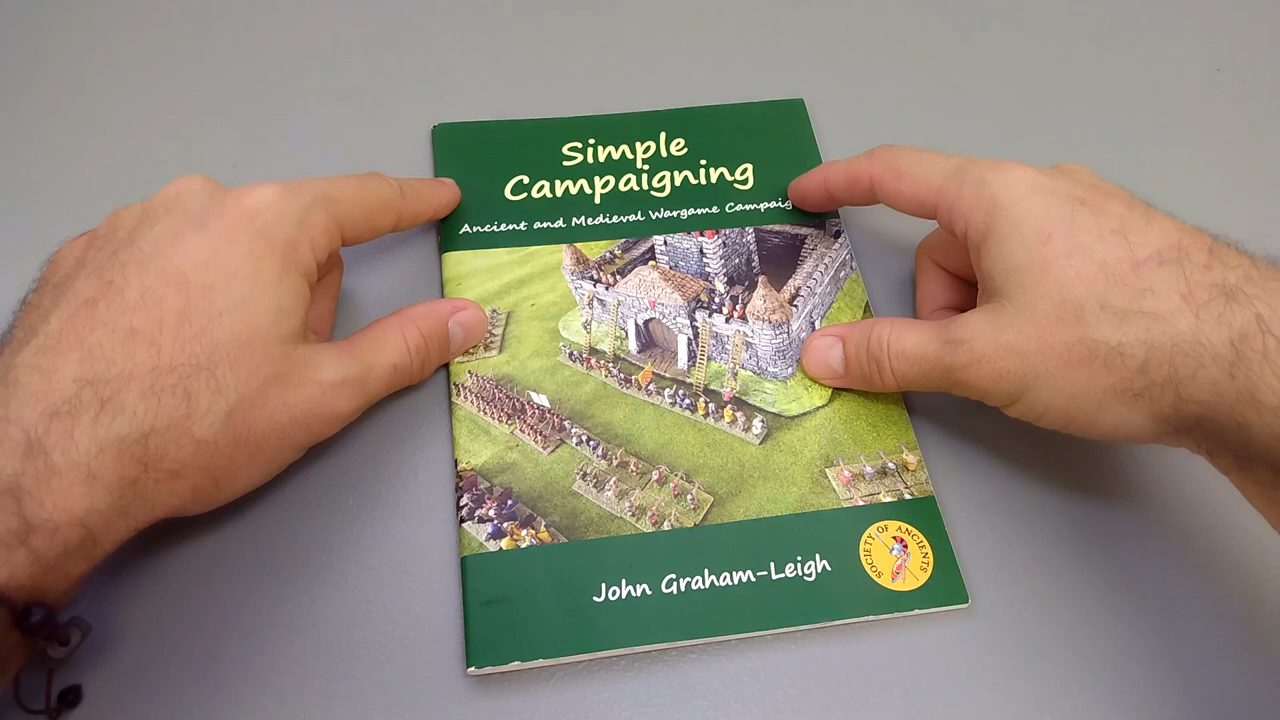 Simple
Campaigning
Ancient and Medieval Wargame
John Graham-Leigh
SOCIETY OF ANCIENTS